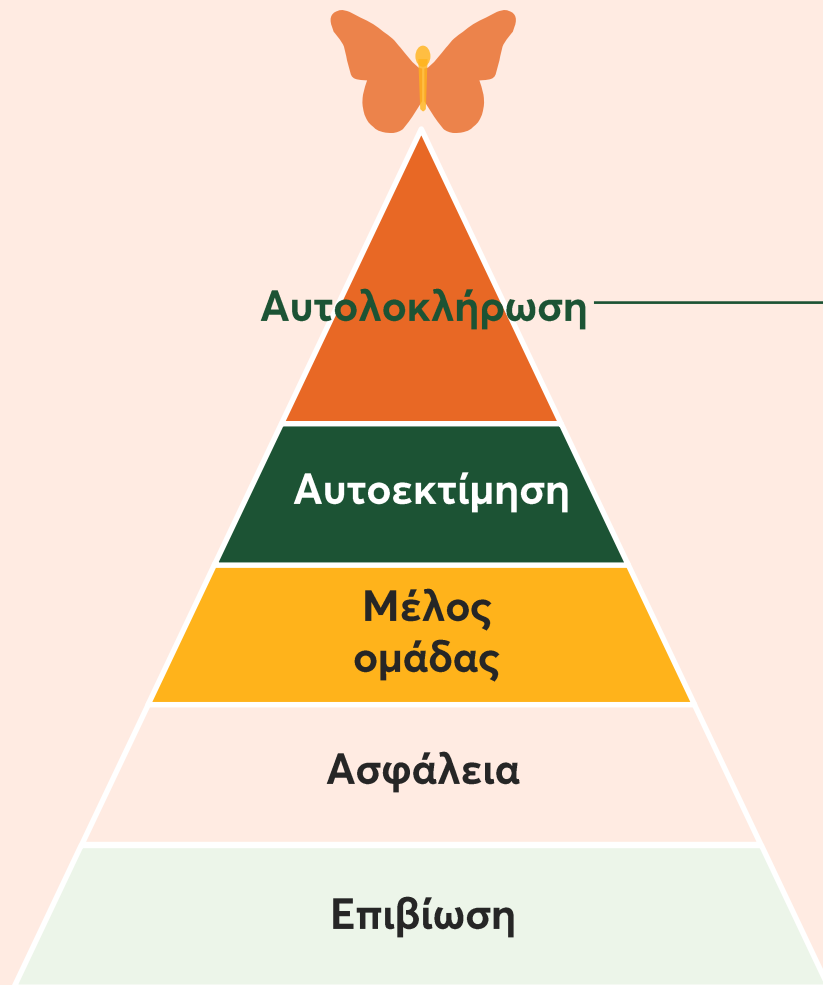 Αυτολοκλήρωση
Αυτοεκτίμηση
Μέλος
ομάδας
Ασφάλεια
Επιβίωση